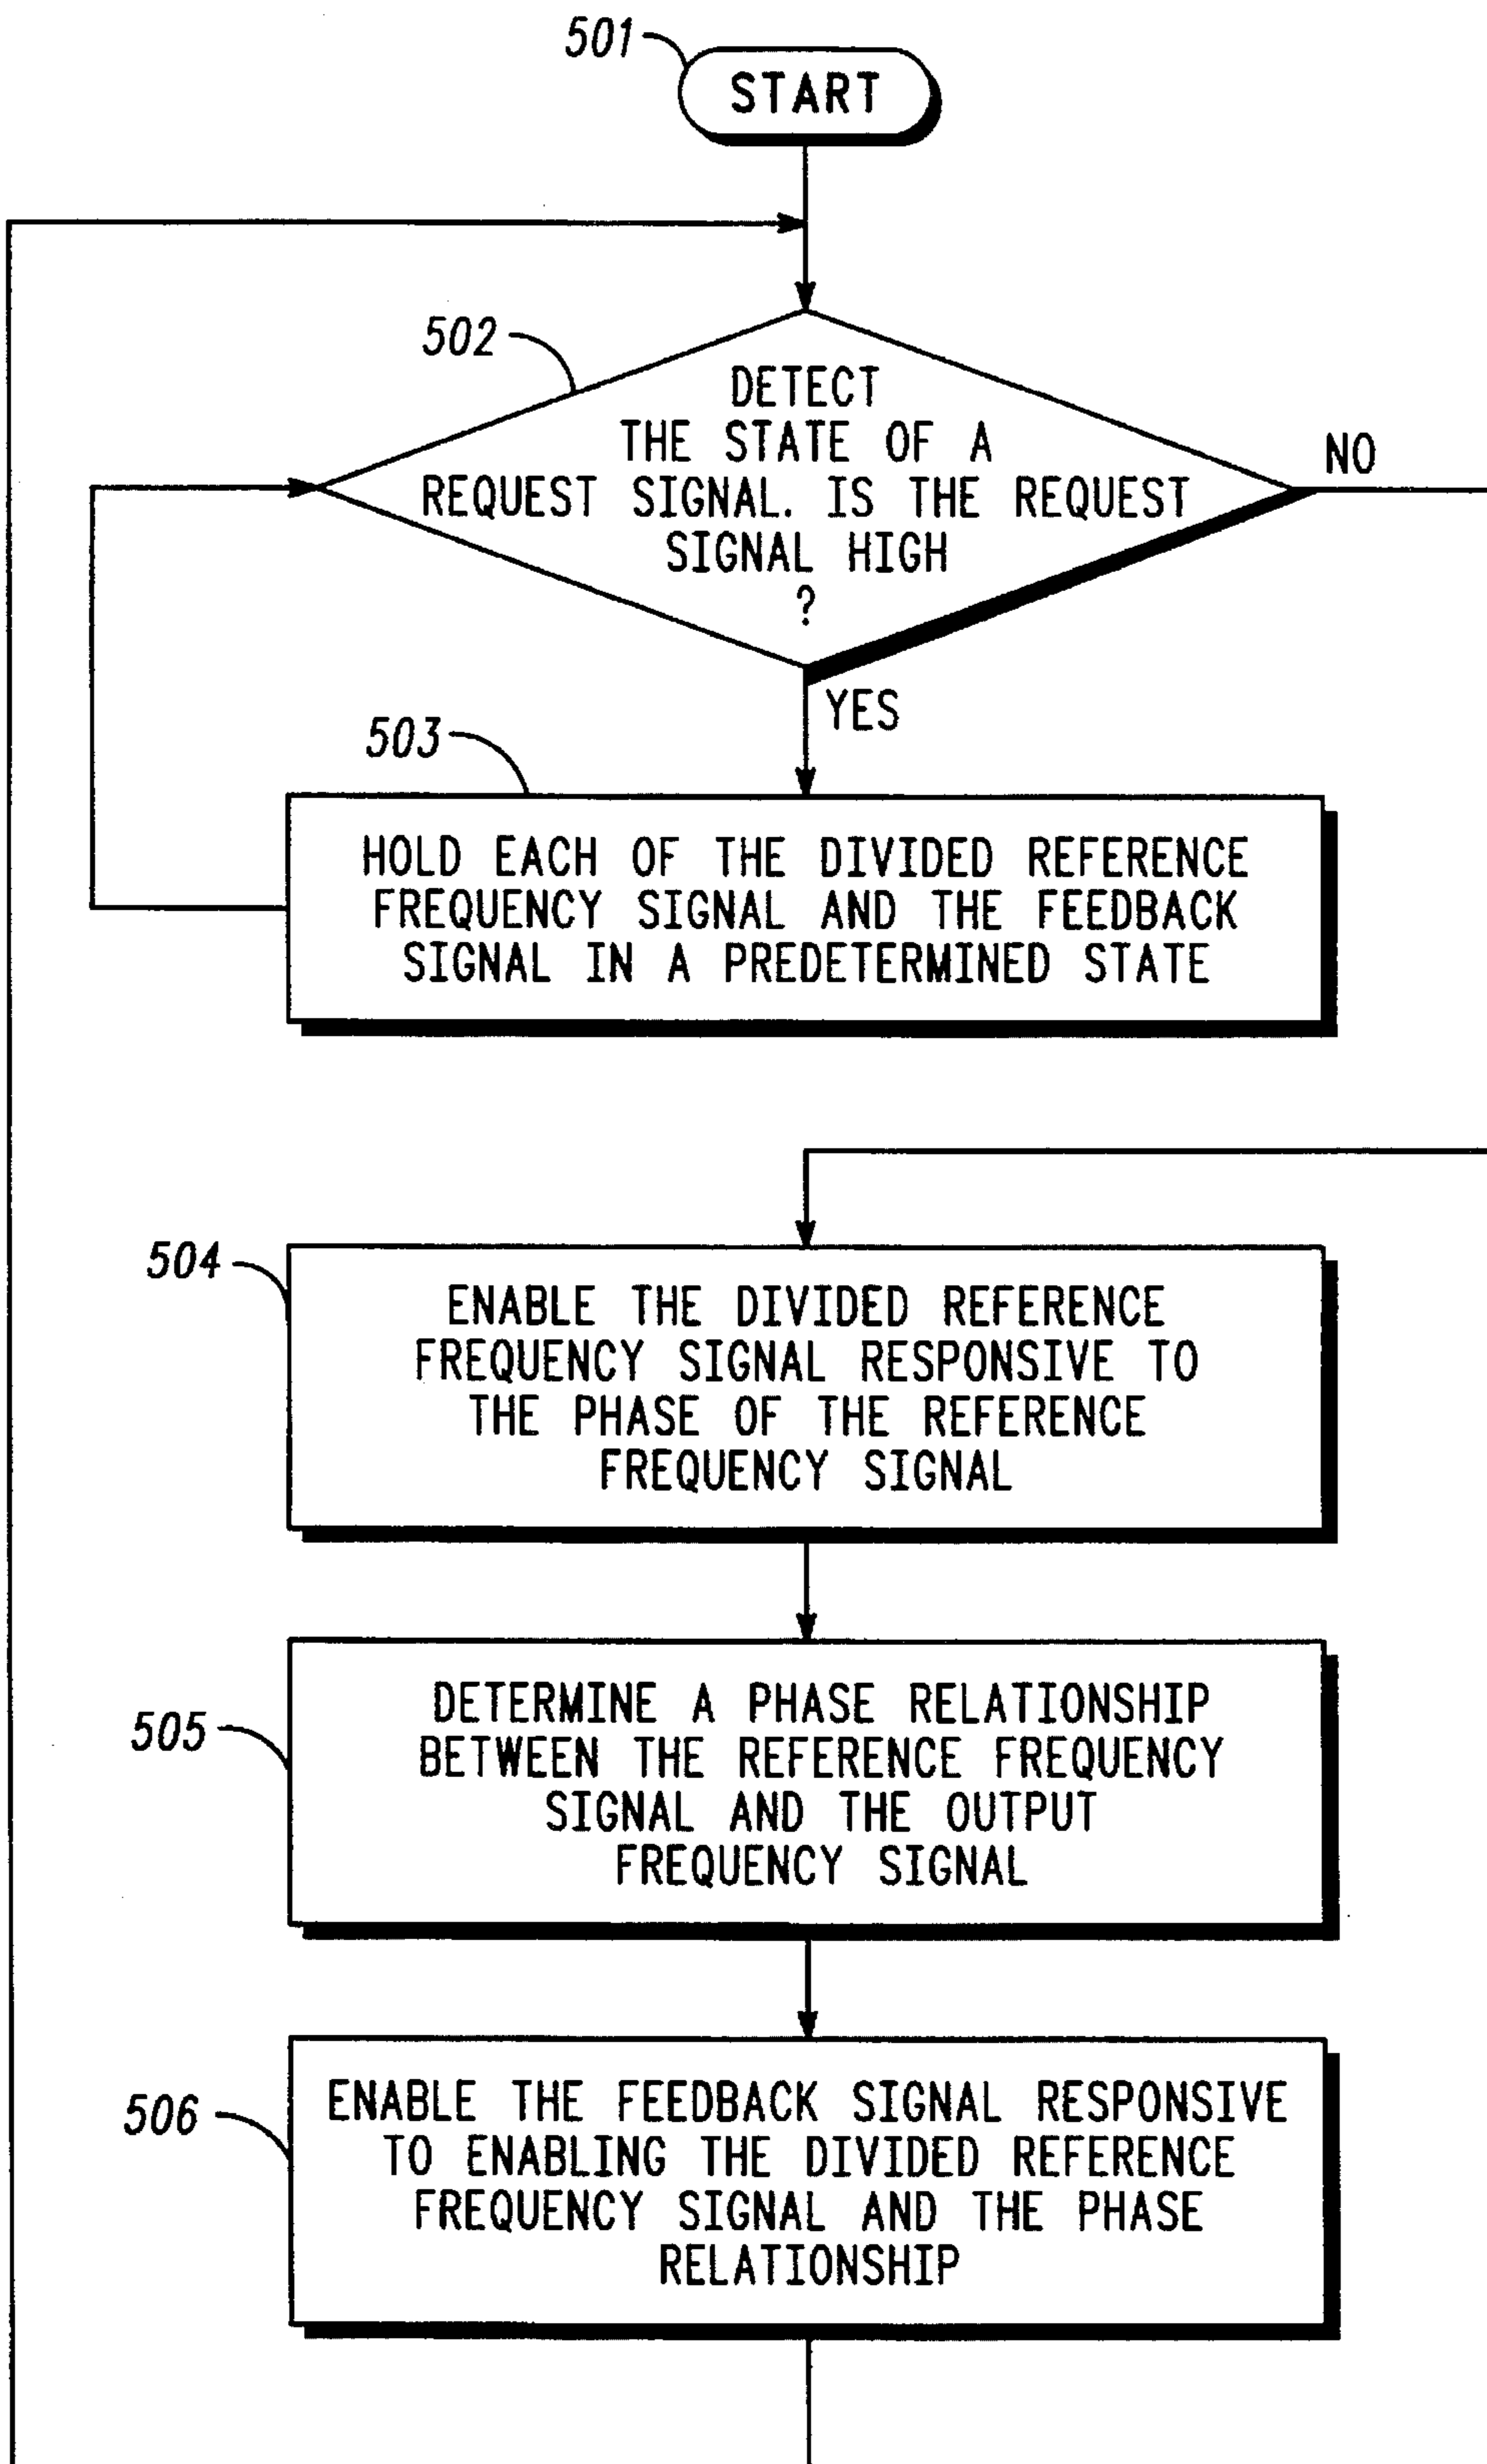 501
START
502
DETECT
THE STATE OF A
REQUEST SIGNAL. IS THE REQUEST
SIGNAL HIGH
?
NO
YES
503
HOLD EACH OF THE DIVIDED REFERENCE
FREQUENCY SIGNAL AND THE FEEDBACK
SIGNAL IN A PREDETERMINED STATE
504
ENABLE THE DIVIDED REFERENCE
FREQUENCY SIGNAL RESPONSIVE TO
THE PHASE OF THE REFERENCE
FREQUENCY SIGNAL
505
DETERMINE A PHASE RELATIONSHIP
BETWEEN THE REFERENCE FREQUENCY
SIGNAL AND THE OUTPUT
FREQUENCY SIGNAL
506
ENABLE THE FEEDBACK SIGNAL RESPONSIVE
TO ENABLING THE DIVIDED REFERENCE
FREQUENCY SIGNAL AND THE PHASE
RELATIONSHIP